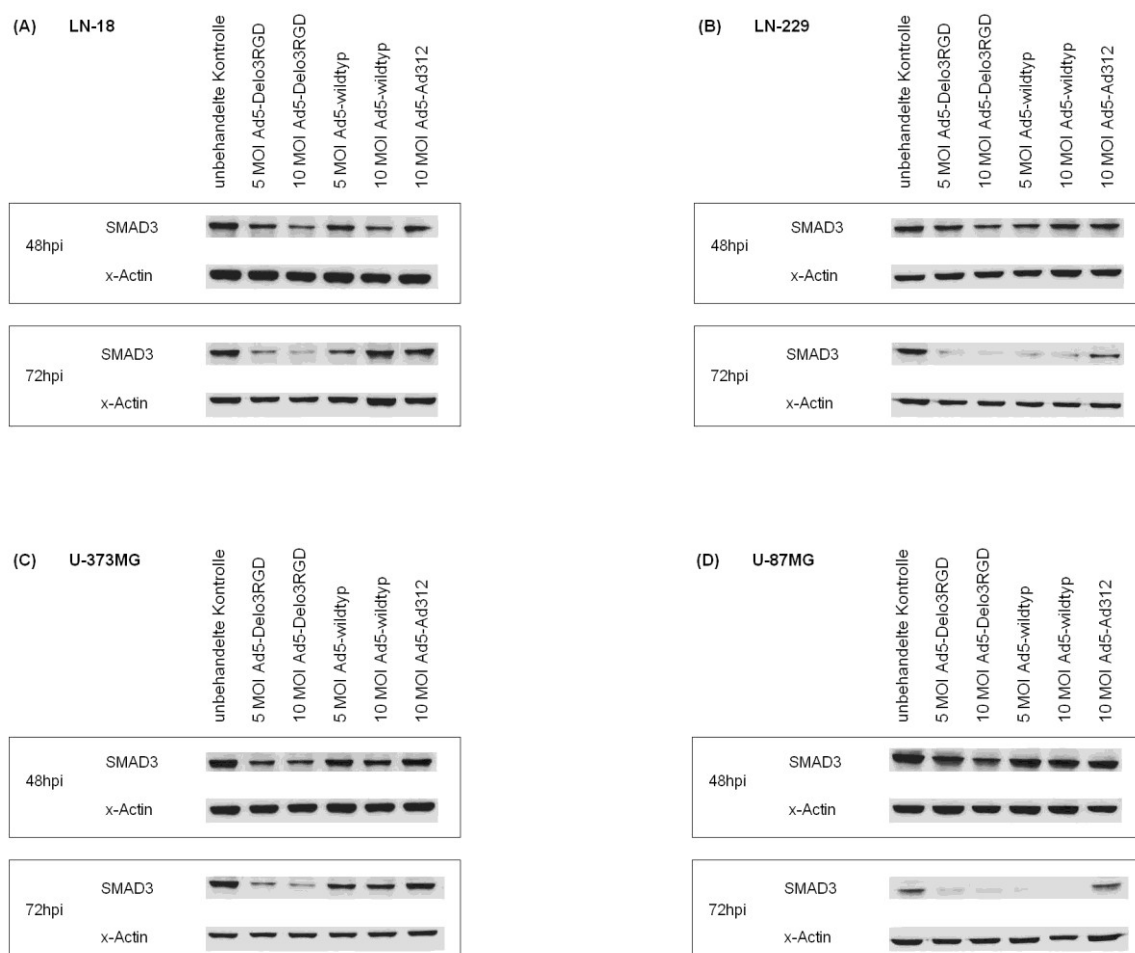 (A) LN-18
unbehandelte Kontrolle
5 MOI Ad5-Delo3RGD
10 MOI Ad5-Delo3RGD
5 MOI Ad5-wildtyp
10 MOI Ad5-wildtyp
10 MOI Ad5-Ad312
48hpi
SMAD3
x-Actin
72hpi
SMAD3
x-Actin
(B) LN-229
unbehandelte Kontrolle
5 MOI Ad5-Delo3RGD
10 MOI Ad5-Delo3RGD
5 MOI Ad5-wildtyp
10 MOI Ad5-wildtyp
10 MOI Ad5-Ad312
48hpi
SMAD3
x-Actin
72hpi
SMAD3
x-Actin
(C) U-373MG
unbehandelte Kontrolle
5 MOI Ad5-Delo3RGD
10 MOI Ad5-Delo3RGD
5 MOI Ad5-wildtyp
10 MOI Ad5-wildtyp
10 MOI Ad5-Ad312
48hpi
SMAD3
x-Actin
72hpi
SMAD3
x-Actin
(D) U-87MG
unbehandelte Kontrolle
5 MOI Ad5-Delo3RGD
10 MOI Ad5-Delo3RGD
5 MOI Ad5-wildtyp
10 MOI Ad5-wildtyp
10 MOI Ad5-Ad312
48hpi
SMAD3
x-Actin
72hpi
SMAD3
x-Actin